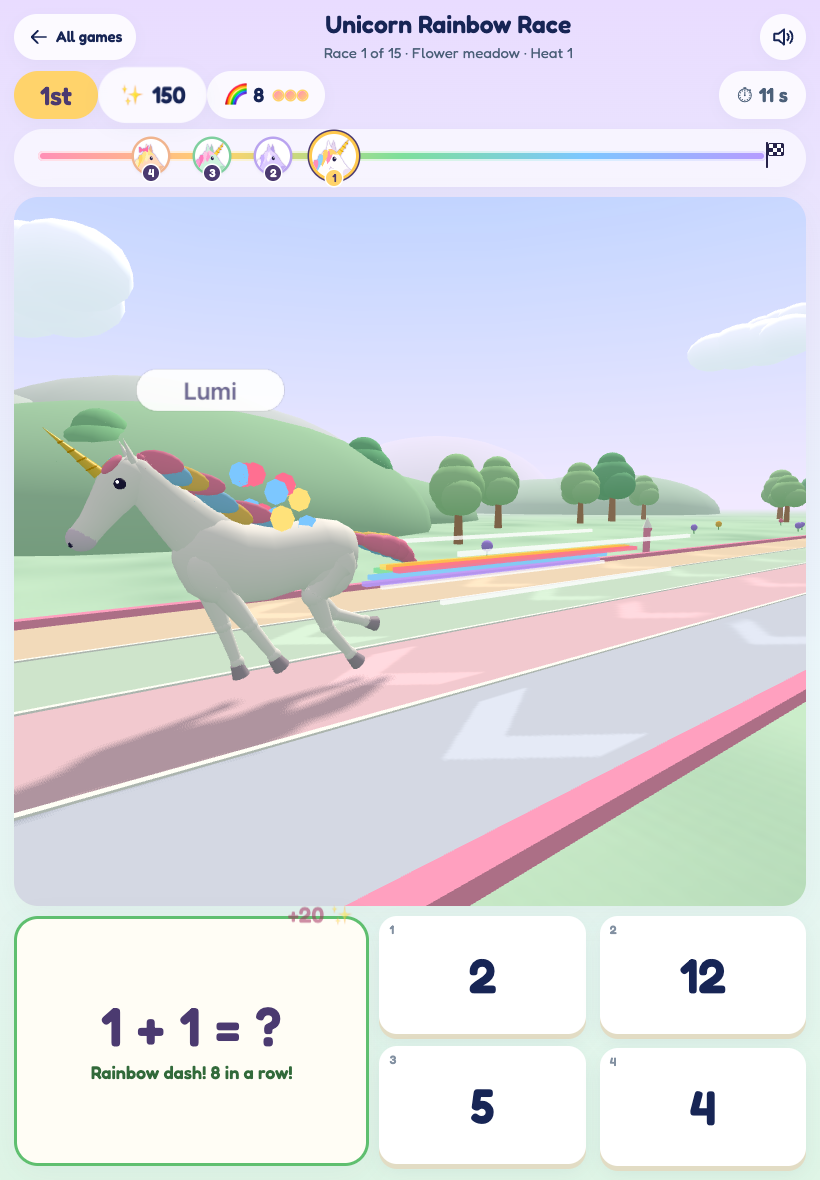 All games
Unicorn Rainbow Race
Race 1 of 15 · Flower meadow · Heat 1
1st
150
8
11 s
4
3
2
1
Lumi
+20
1 + 1 = ?
Rainbow dash! 8 in a row!
1
2
2
12
3
5
4
4